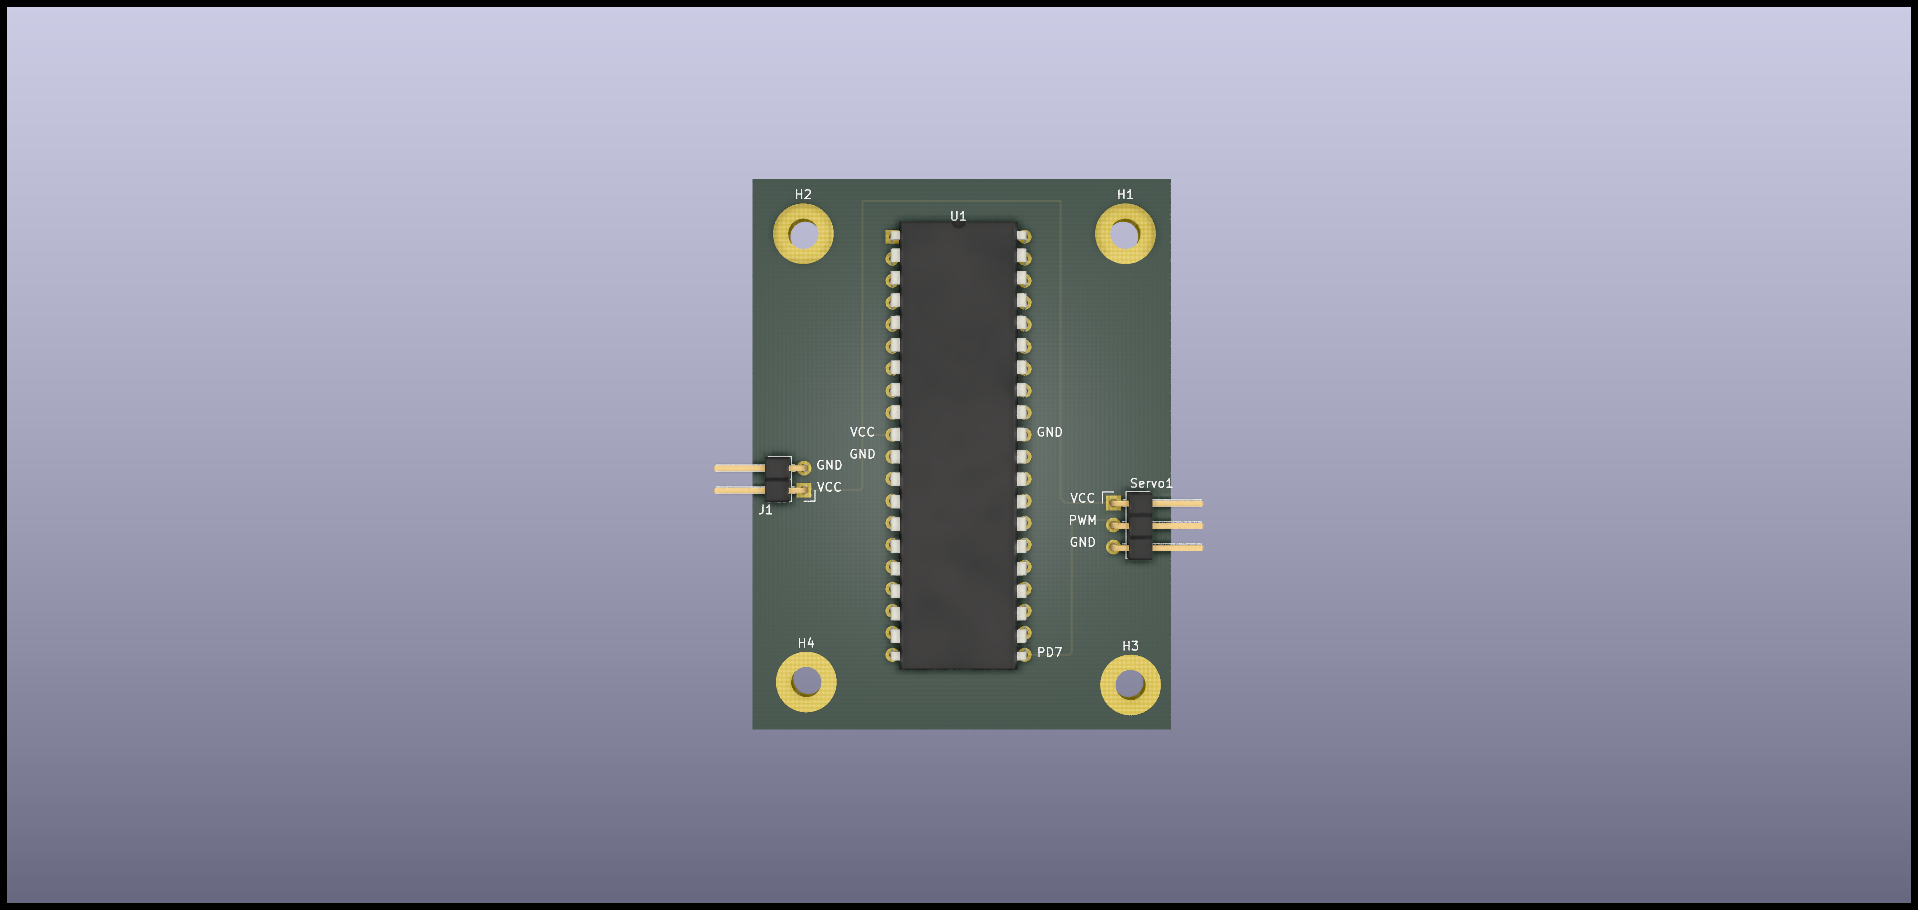 H2
H1
U1
VCC
GND
GND
GND
VCC
J1
Servo1
VCC
PWM
GND
H4
H3
PD7